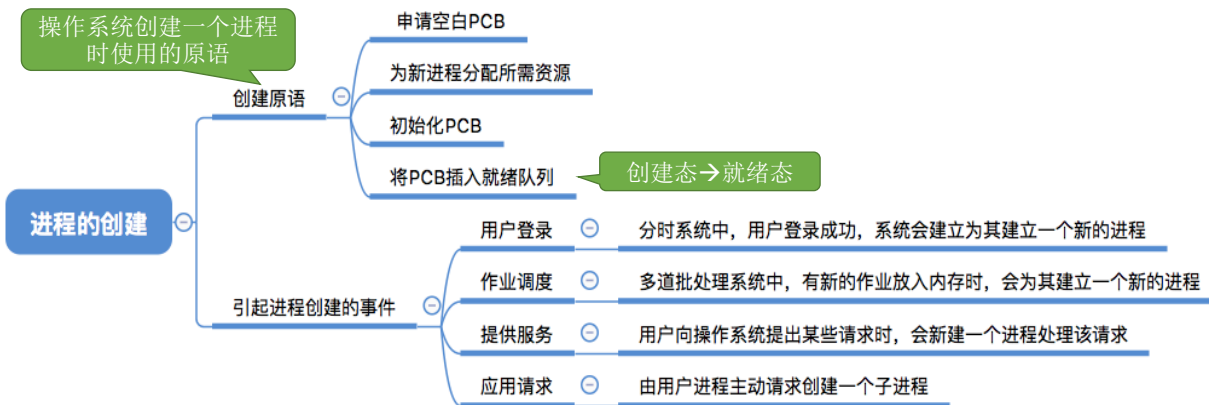 操作系统创建一个进程
时使用的原语
申请空白PCB
为新进程分配所需资源
创建原语
初始化PCB
将PCB插入就绪队列
创建态→就绪态
进程的创建
用户登录
分时系统中，用户登录成功，系统会建立为其建立一个新的进程
作业调度
多道批处理系统中，有新的作业放入内存时，会为其建立一个新的进程
引起进程创建的事件
提供服务
用户向操作系统提出某些请求时，会新建一个进程处理该请求
应用请求
由用户进程主动请求创建一个子进程